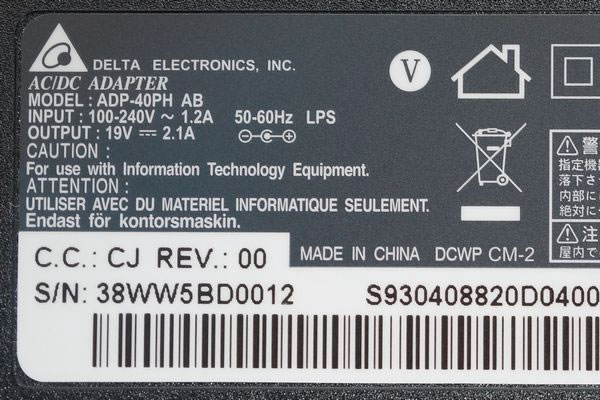 DELTA ELECTRONICS, INC.
AC/DC ADAPTER
MODEL : ADP-40PH AB
INPUT : 100-240V ~ 1.2A 50-60Hz LPS
OUTPUT : 19V ⎓ 2.1A
CAUTION :
For use with Information Technology Equipment.
ATTENTION :
UTILISER AVEC DU MATERIEL INFORMATIQUE SEULEMENT.
Endast för kontorsmaskin.
V
警
指定機
落下さ
内部に
絶対に
注
屋内で
C.C.: CJ REV.: 00
MADE IN CHINA DCWP CM-2
S/N: 38WW5BD0012 S930408820D0400